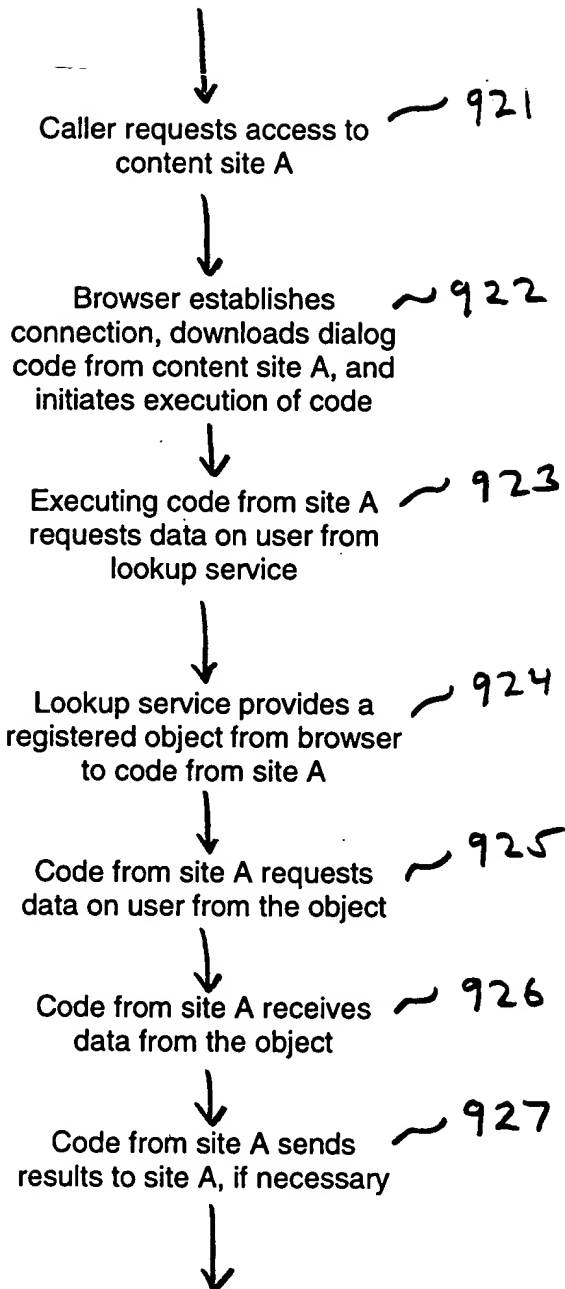 Caller requests access to
content site A
921
Browser establishes
connection, downloads dialog
code from content site A, and
initiates execution of code
922
Executing code from site A
requests data on user from
lookup service
923
Lookup service provides a
registered object from browser
to code from site A
924
Code from site A requests
data on user from the object
925
Code from site A receives
data from the object
926
Code from site A sends
results to site A, if necessary
927